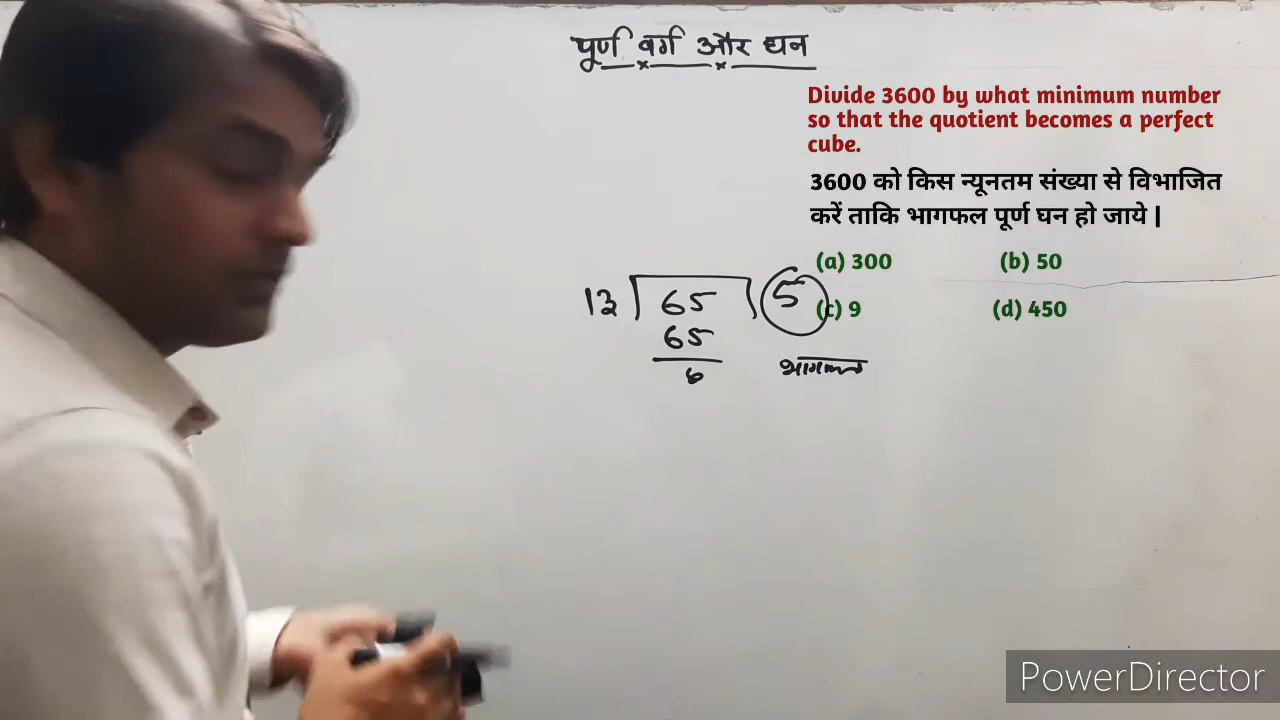 पूर्ण वर्ग और घन
Divide 3600 by what minimum number
so that the quotient becomes a perfect
cube.
3600 को किस न्यूनतम संख्या से विभाजित
करें ताकि भागफल पूर्ण घन हो जाये |
(a) 300 (b) 50
(c) 9 (d) 450
13 65 5
65
0
भागफल
PowerDirector